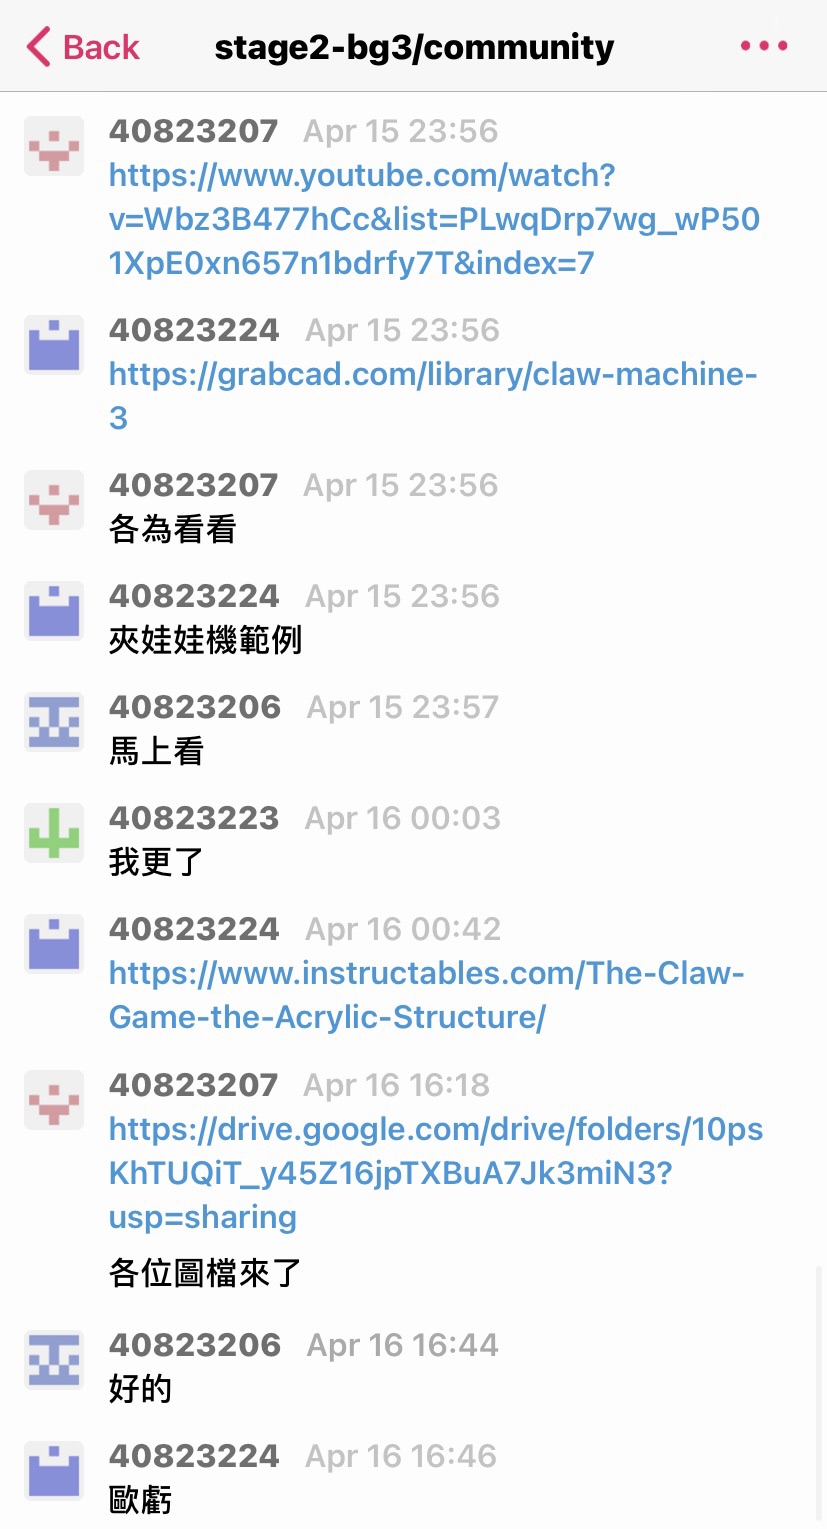 Back
stage2-bg3/community
40823207 Apr 15 23:56
https://www.youtube.com/watch?
v=Wbz3B477hCc&list=PLwqDrp7wg_wP50
1XpE0xn657n1bdrfy7T&index=7
40823224 Apr 15 23:56
https://grabcad.com/library/claw-machine-
3
40823207 Apr 15 23:56
各為看看
40823224 Apr 15 23:56
夾娃娃機範例
40823206 Apr 15 23:57
馬上看
40823223 Apr 16 00:03
我更了
40823224 Apr 16 00:42
https://www.instructables.com/The-Claw-
Game-the-Acrylic-Structure/
40823207 Apr 16 16:18
https://drive.google.com/drive/folders/10ps
KhTUQiT_y45Z16jpTXBuA7Jk3miN3?
usp=sharing
各位圖檔來了
40823206 Apr 16 16:44
好的
40823224 Apr 16 16:46
歐虧